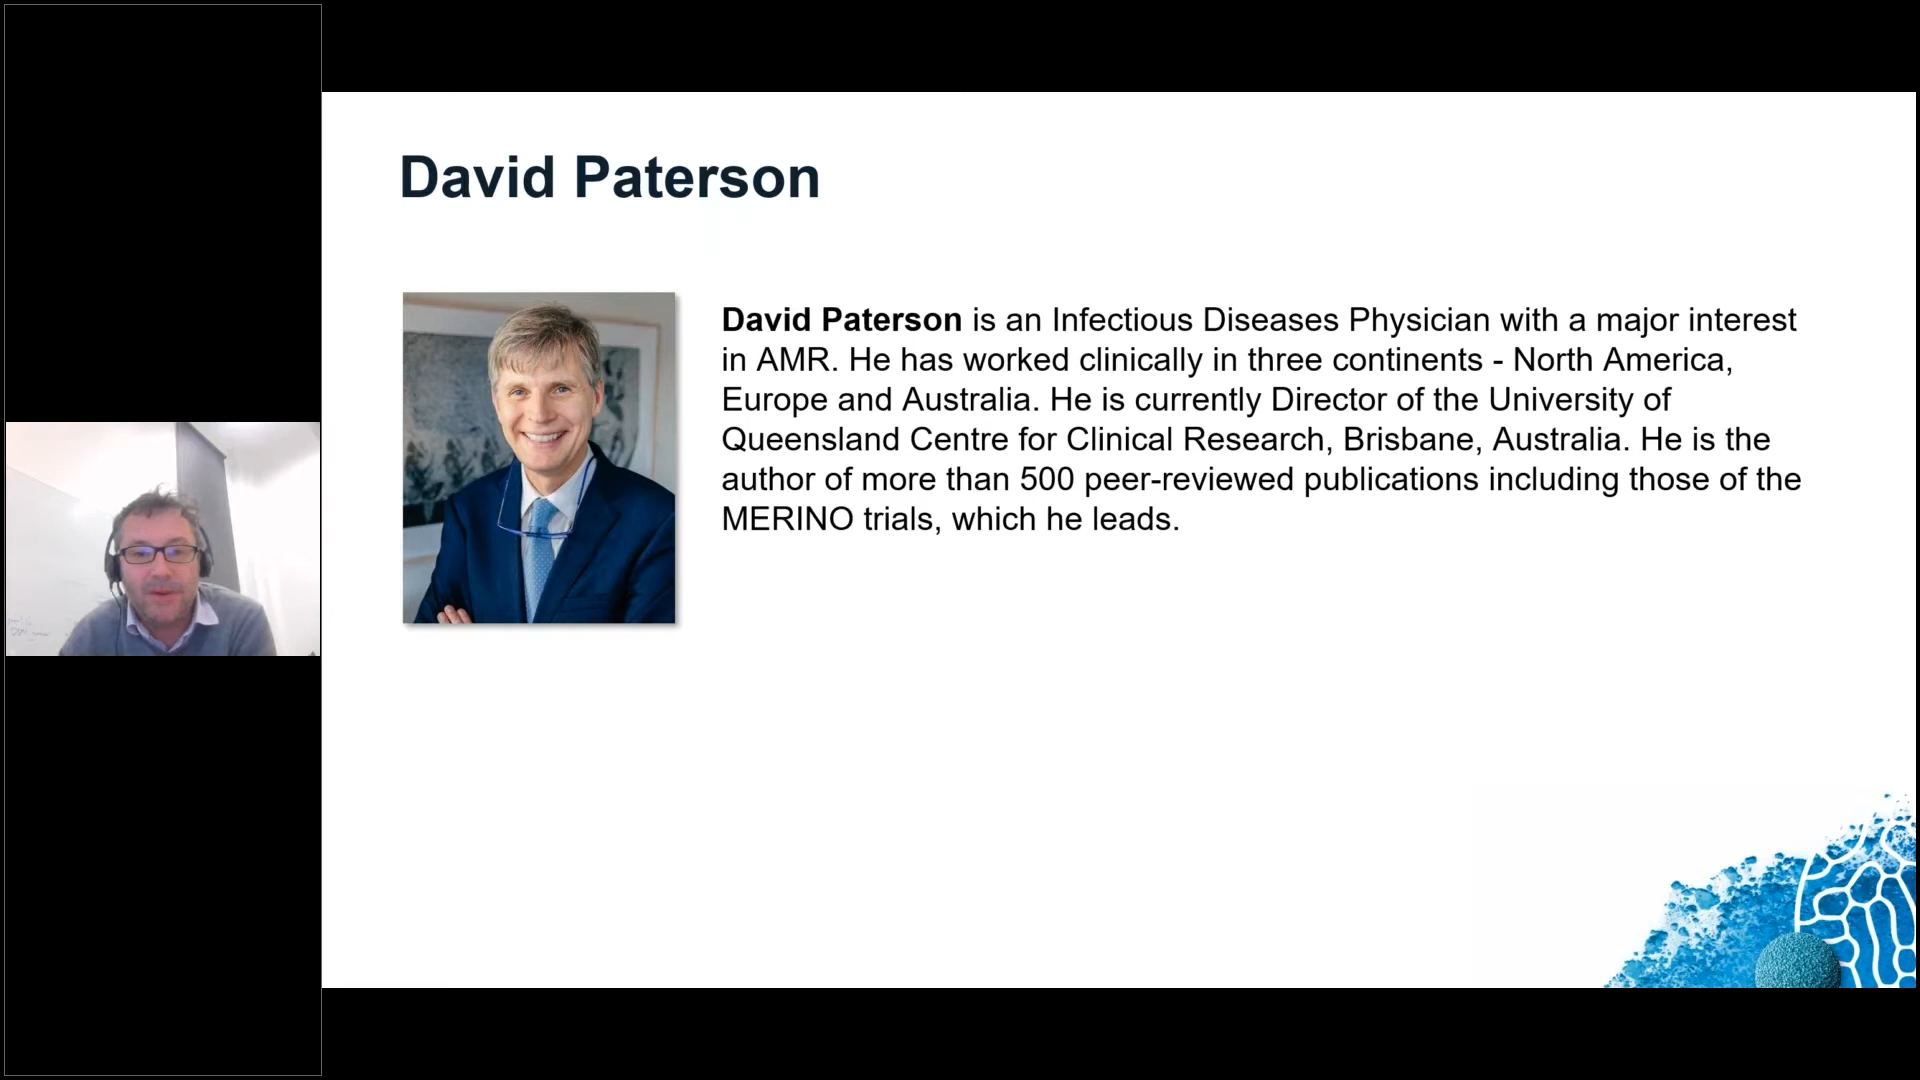 David Paterson
David Paterson is an Infectious Diseases Physician with a major interest
in AMR. He has worked clinically in three continents - North America,
Europe and Australia. He is currently Director of the University of
Queensland Centre for Clinical Research, Brisbane, Australia. He is the
author of more than 500 peer-reviewed publications including those of the
MERINO trials, which he leads.